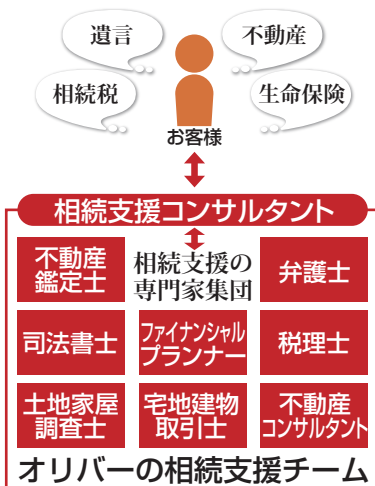 遺言
不動産
相続税
生命保険
お客様
相続支援コンサルタント
不動産
鑑定士
相続支援の
専門家集団
弁護士
司法書士
ファイナンシャル
プランナー
税理士
土地家屋
調査士
宅地建物
取引士
不動産
コンサルタント
オリバーの相続支援チーム